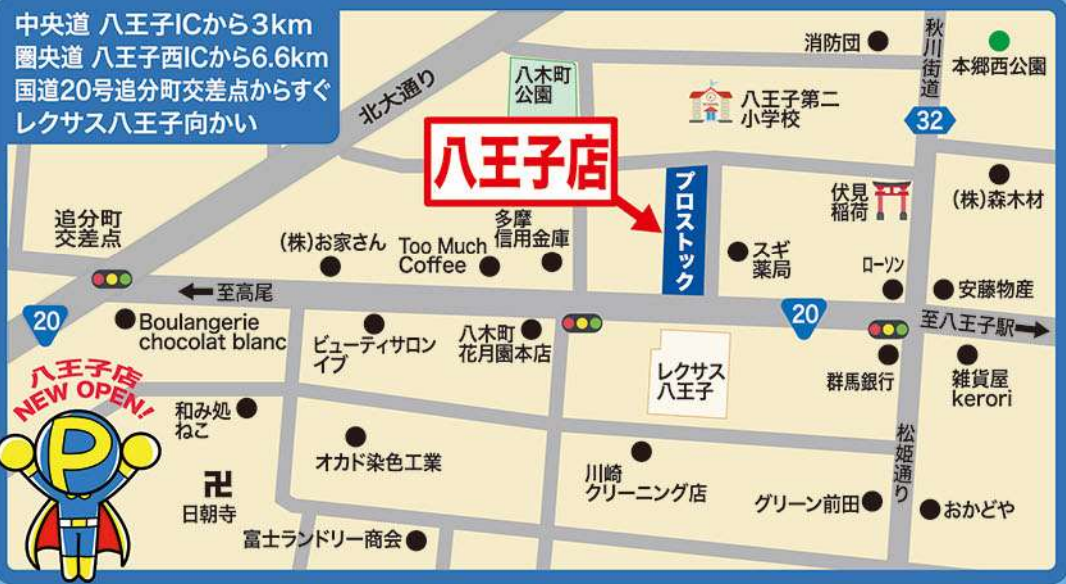 中央道 八王子ICから3km
圏央道 八王子西ICから6.6km
国道20号追分町交差点からすぐ
レクサス八王子向かい
北大通り
八木町
公園
消防団
秋川街道
本郷西公園
八王子第二
小学校
32
八王子店
プロストック
伏見
稲荷
(株)森木材
追分町
交差点
(株)お家さん
Too Much
Coffee
多摩
信用金庫
スギ
薬局
ローソン
安藤物産
←至高尾
20
20
至八王子駅→
Boulangerie
chocolat blanc
ビューティサロン
イブ
八木町
花月園本店
レクサス
八王子
群馬銀行
雑貨屋
kerori
八王子店
NEW OPEN!
P
和み処
ねこ
オカド染色工業
川崎
クリーニング店
松姫通り
卍
日朝寺
グリーン前田
おかどや
富士ランドリー商会